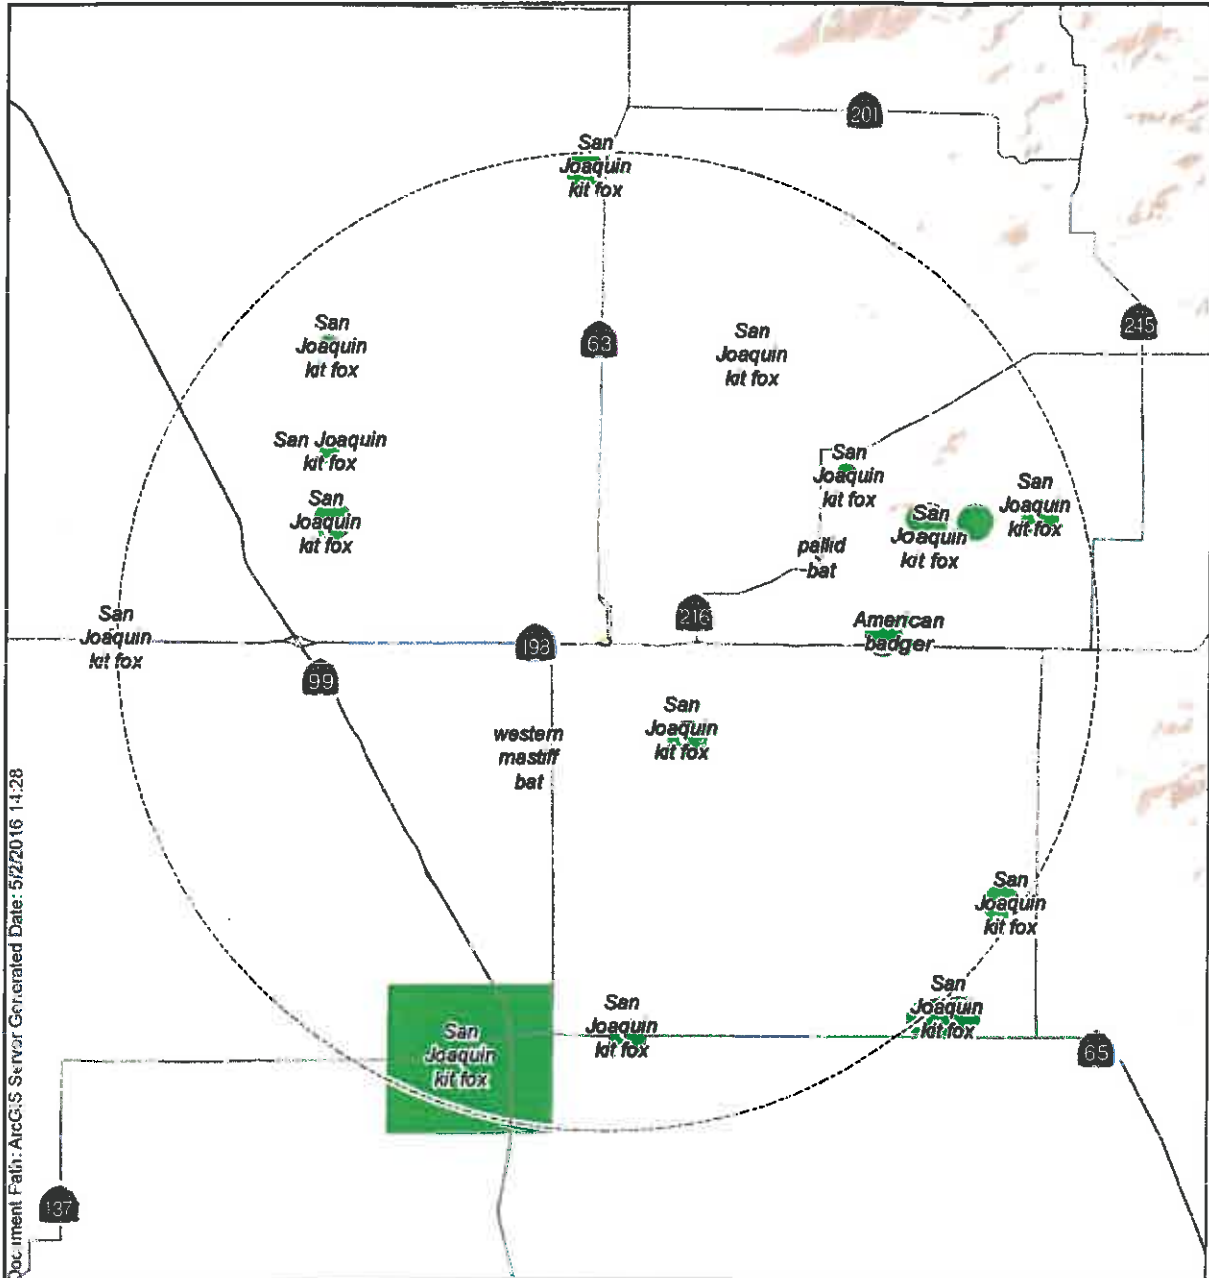 201
San
Joaquin
kit fox
San
Joaquin
kit fox
63
San
Joaquin
kit fox
245
San Joaquin
kit fox
San
Joaquin
kit fox
San
Joaquin
kit fox
San
Joaquin
kit fox
San
Joaquin
kit fox
pallid
bat
San
Joaquin
kit fox
216
American
badger
198
99
San
Joaquin
kit fox
western
mastiff
bat
San
Joaquin
kit fox
San
Joaquin
kit fox
San
Joaquin
kit fox
San
Joaquin
kit fox
San
Joaquin
kit fox
65
137
Document Path: ArcGIS Server Generated Date: 5/2/2016 14:28